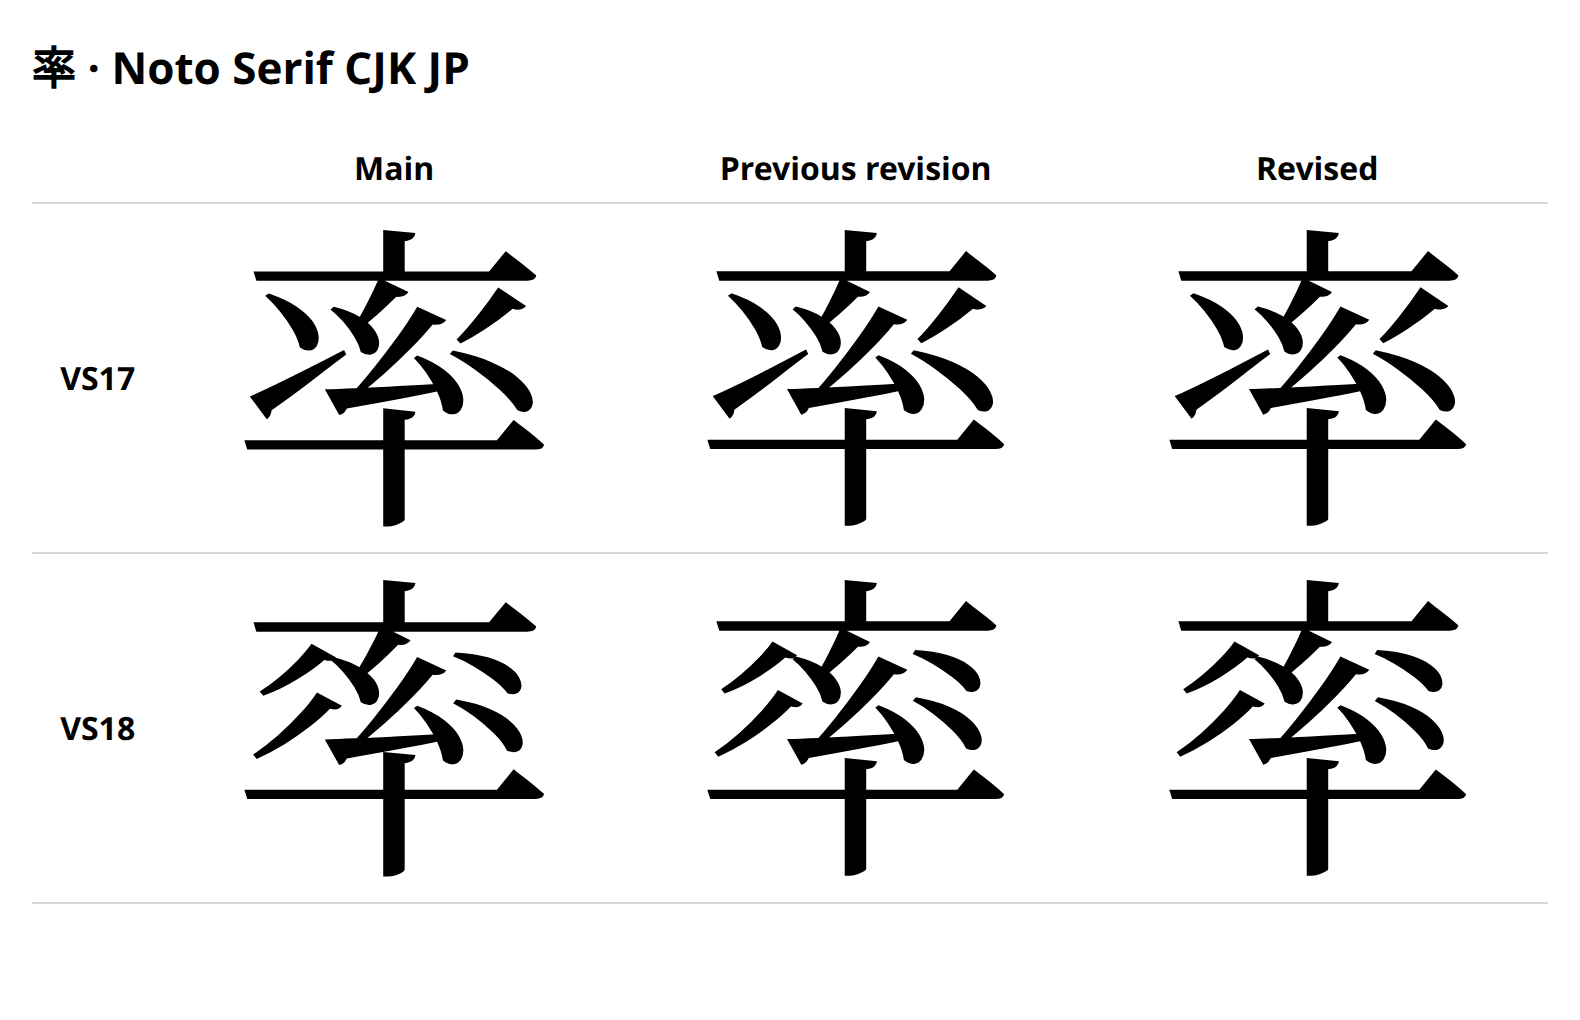 率 · Noto Serif CJK JP
Main Previous revision Revised
VS17 率 率 率
VS18 率󠄁 率󠄁 率󠄁